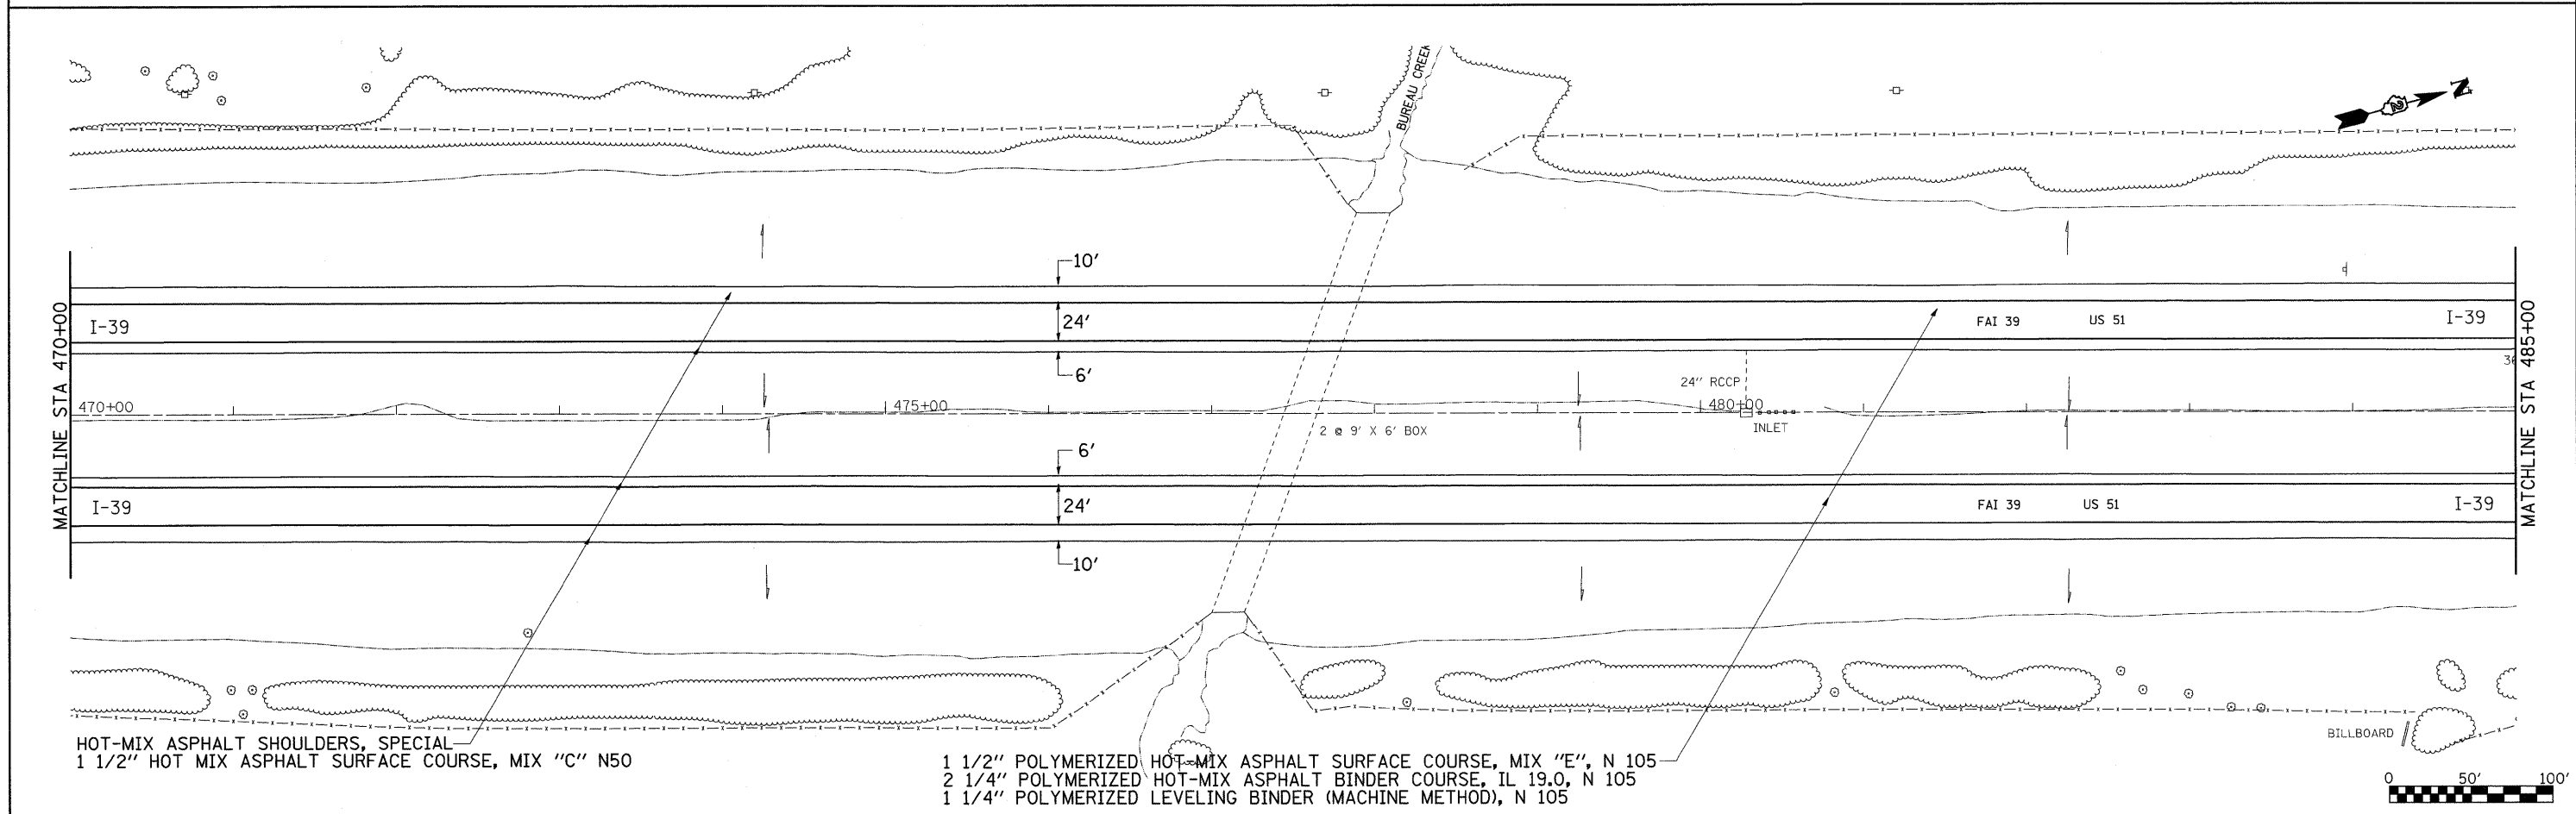 BUREAU CREEK
N
10'
24'
6'
I-39
FAI 39
US 51
I-39
MATCHLINE STA 470+00
MATCHLINE STA 485+00
470+00
475+00
480+00
24" RCCP
INLET
2 @ 9' X 6' BOX
6'
24'
10'
I-39
FAI 39
US 51
I-39
BILLBOARD
HOT-MIX ASPHALT SHOULDERS, SPECIAL
1 1/2" HOT MIX ASPHALT SURFACE COURSE, MIX "C" N50
1 1/2" POLYMERIZED HOT-MIX ASPHALT SURFACE COURSE, MIX "E", N 105
2 1/4" POLYMERIZED HOT-MIX ASPHALT BINDER COURSE, IL 19.0, N 105
1 1/4" POLYMERIZED LEVELING BINDER (MACHINE METHOD), N 105
0 50' 100'